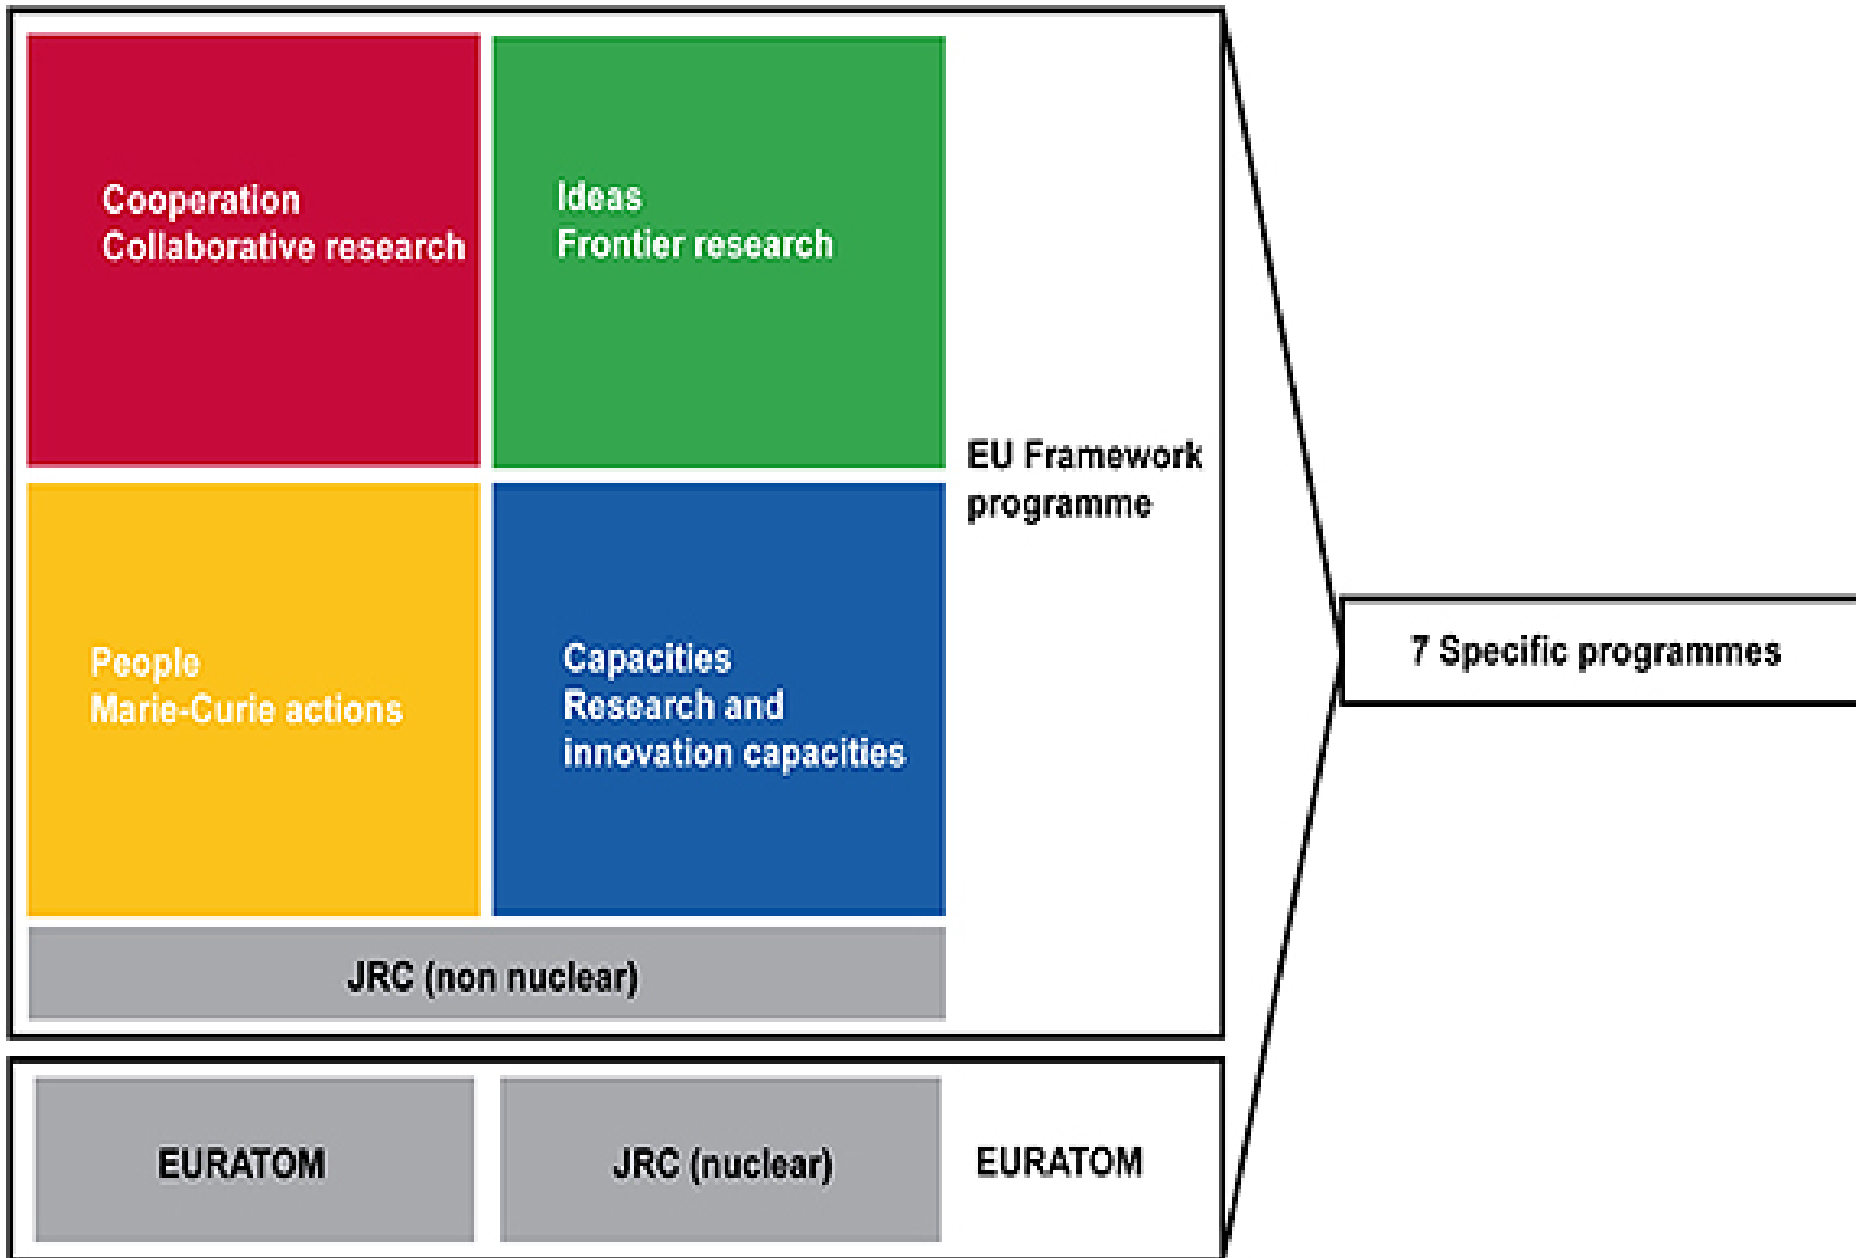 Cooperation
Collaborative research
Ideas
Frontier research
EU Framework
programme
People
Marie-Curie actions
Capacities
Research and
innovation capacities
7 Specific programmes
JRC (non nuclear)
EURATOM
JRC (nuclear)
EURATOM